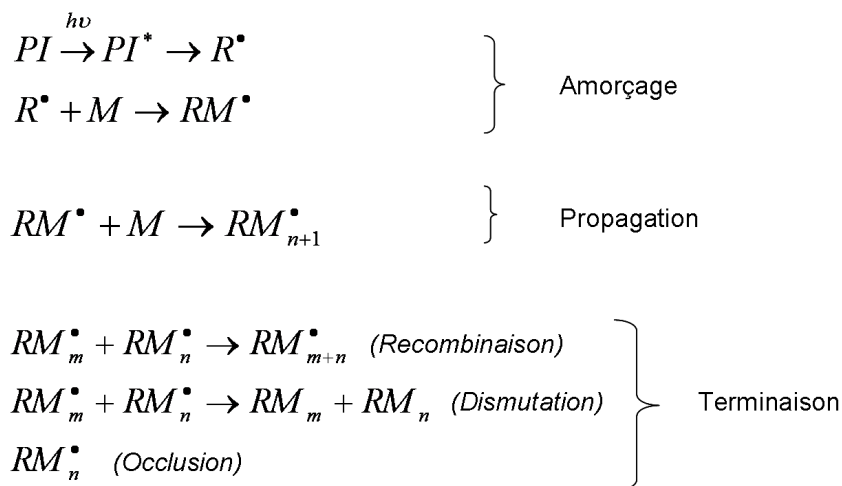 PI →hυ PI* → R•
R• + M → RM•
Amorçage
RM• + M → RM•n+1
Propagation
RM•m + RM•n → RM•m+n (Recombinaison)
RM•m + RM•n → RMm + RMn (Dismutation)
RM•n (Occlusion)
Terminaison